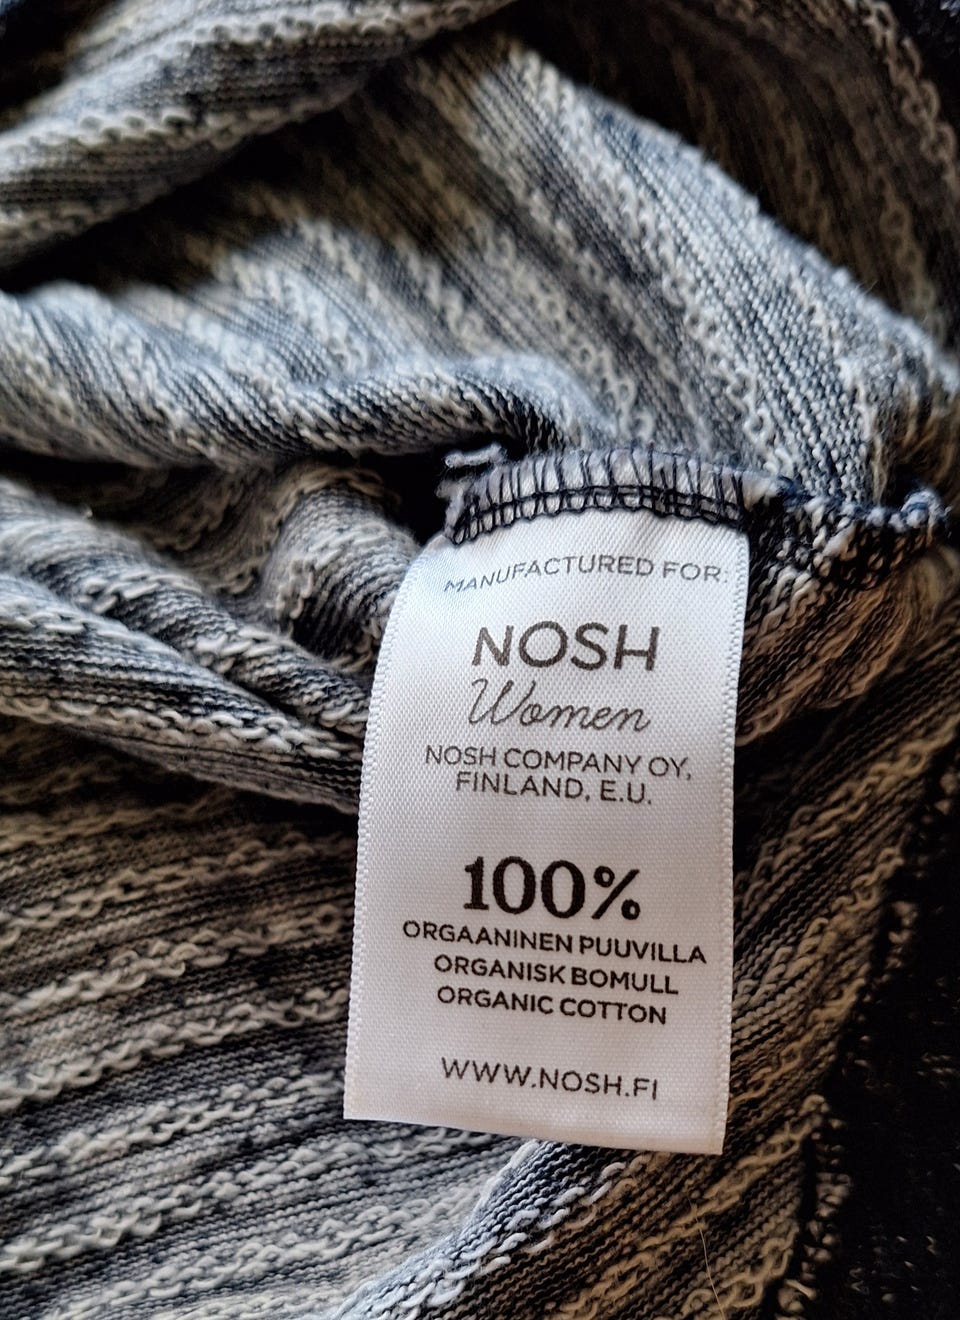 MANUFACTURED FOR:
NOSH
Women
NOSH COMPANY OY,
FINLAND, E.U.
100%
ORGAANINEN PUUVILLA
ORGANISK BOMULL
ORGANIC COTTON
WWW.NOSH.FI